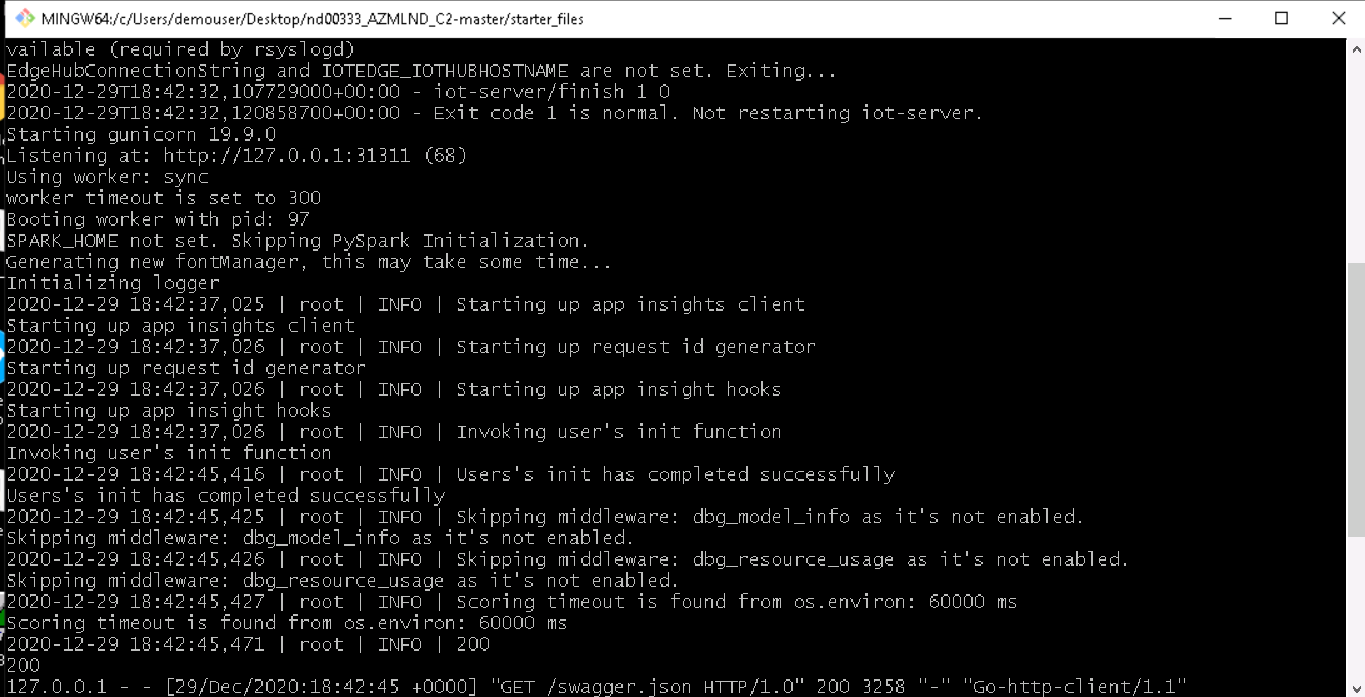 MINGW64:/c/Users/demouser/Desktop/nd00333_AZMLND_C2-master/starter_files
vailable (required by rsyslogd)
EdgeHubConnectionString and IOTEDGE_IOTHUBHOSTNAME are not set. Exiting...
2020-12-29T18:42:32,107729000+00:00 - iot-server/finish 1 0
2020-12-29T18:42:32,120858700+00:00 - Exit code 1 is normal. Not restarting iot-server.
Starting gunicorn 19.9.0
Listening at: http://127.0.0.1:31311 (68)
Using worker: sync
worker timeout is set to 300
Booting worker with pid: 97
SPARK_HOME not set. Skipping PySpark Initialization.
Generating new fontManager, this may take some time...
Initializing logger
2020-12-29 18:42:37,025 | root | INFO | Starting up app insights client
Starting up app insights client
2020-12-29 18:42:37,026 | root | INFO | Starting up request id generator
Starting up request id generator
2020-12-29 18:42:37,026 | root | INFO | Starting up app insight hooks
Starting up app insight hooks
2020-12-29 18:42:37,026 | root | INFO | Invoking user's init function
Invoking user's init function
2020-12-29 18:42:45,416 | root | INFO | Users's init has completed successfully
Users's init has completed successfully
2020-12-29 18:42:45,425 | root | INFO | Skipping middleware: dbg_model_info as it's not enabled.
Skipping middleware: dbg_model_info as it's not enabled.
2020-12-29 18:42:45,426 | root | INFO | Skipping middleware: dbg_resource_usage as it's not enabled.
Skipping middleware: dbg_resource_usage as it's not enabled.
2020-12-29 18:42:45,427 | root | INFO | Scoring timeout is found from os.environ: 60000 ms
Scoring timeout is found from os.environ: 60000 ms
2020-12-29 18:42:45,471 | root | INFO | 200
200
127.0.0.1 - - [29/Dec/2020:18:42:45 +0000] "GET /swagger.json HTTP/1.0" 200 3258 "-" "Go-http-client/1.1"